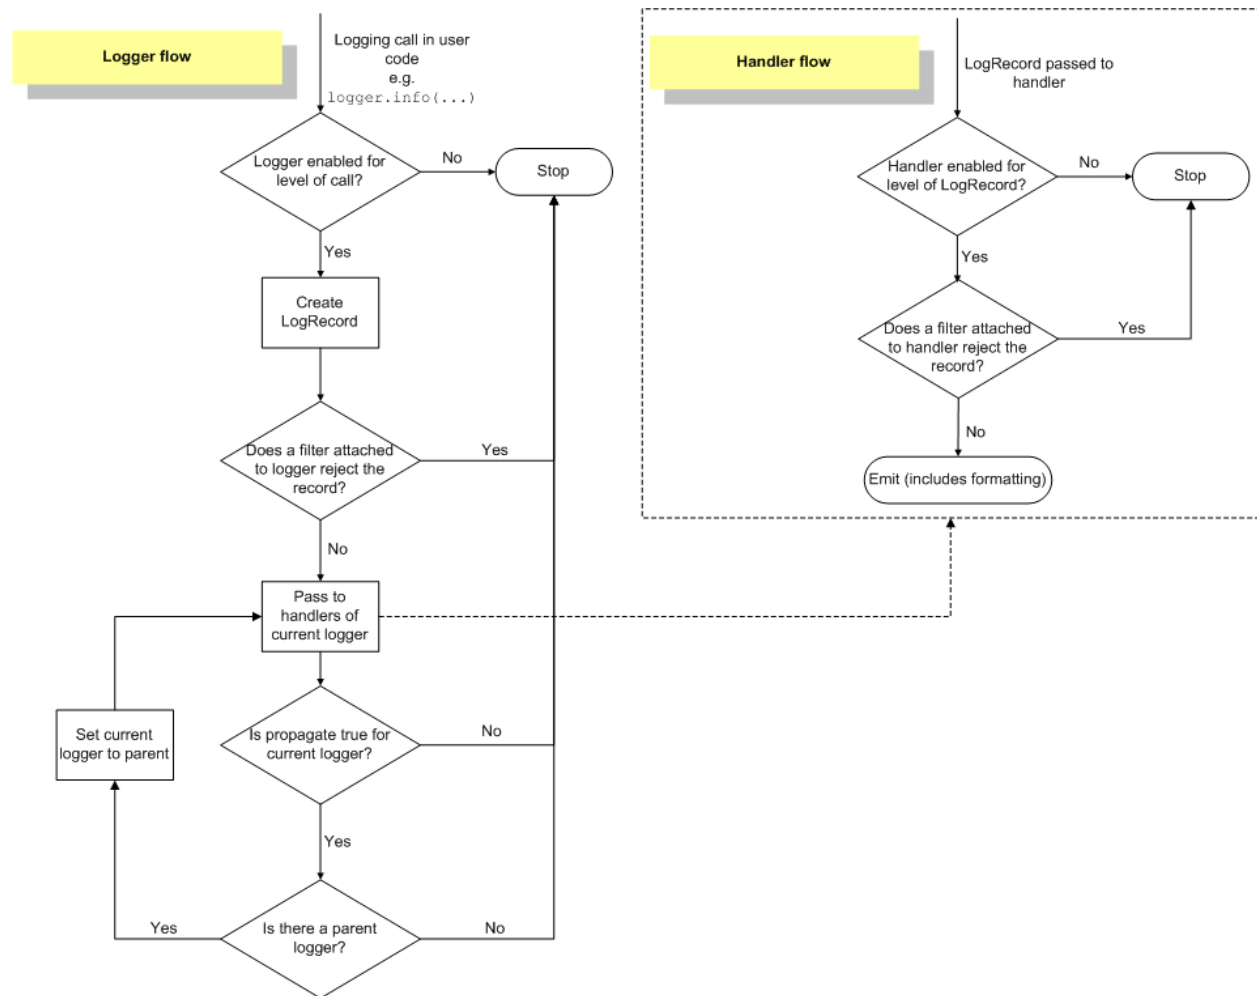 Logger flow
Logging call in user
code
e.g.
logger.info(...)
Logger enabled for
level of call?
No
Stop
Yes
Create
LogRecord
Does a filter attached
to logger reject the
record?
Yes
No
Pass to
handlers of
current logger
Set current
logger to parent
Is propagate true for
current logger?
No
Yes
Is there a parent
logger?
Yes
No
Handler flow
LogRecord passed to
handler
Handler enabled for
level of LogRecord?
No
Stop
Yes
Does a filter attached
to handler reject the
record?
Yes
No
Emit (includes formatting)